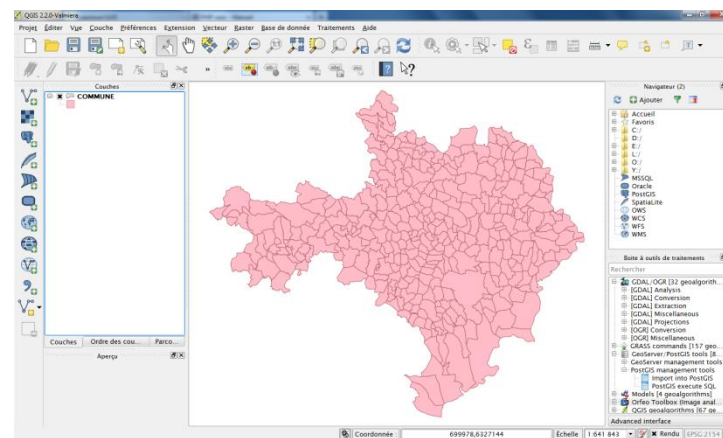 QGIS 2.2.0-Valmiera
Projet Éditer Vue Couche Préférences Extension Vecteur Raster Base de donnée Traitements Aide
Couches
COMMUNE
Couches Ordre des cou... Parco...
Aperçu
Navigateur (2)
Ajouter
Accueil
Favoris
C:/
D:/
E:/
L:/
O:/
Y:/
MSSQL
Oracle
PostGIS
SpatiaLite
OWS
WCS
WFS
WMS
Boite à outils de traitements
Rechercher
GDAL/OGR [32 geoalgorith...
[GDAL] Analysis
[GDAL] Conversion
[GDAL] Extraction
[GDAL] Miscellaneous
[GDAL] Projections
[OGR] Conversion
[OGR] Miscellaneous
GRASS commands [157 geo...
GeoServer/PostGIS tools [8...
GeoServer management tools
PostGIS management tools
Import into PostGIS
PostGIS execute SQL
Models [4 geoalgorithms]
Orfeo Toolbox (Image anal...
QGIS geoalgorithms [67 ge...
Advanced interface
Coordonnée 699978,6327144 Échelle 1 641 843 Rendu EPSG:2154